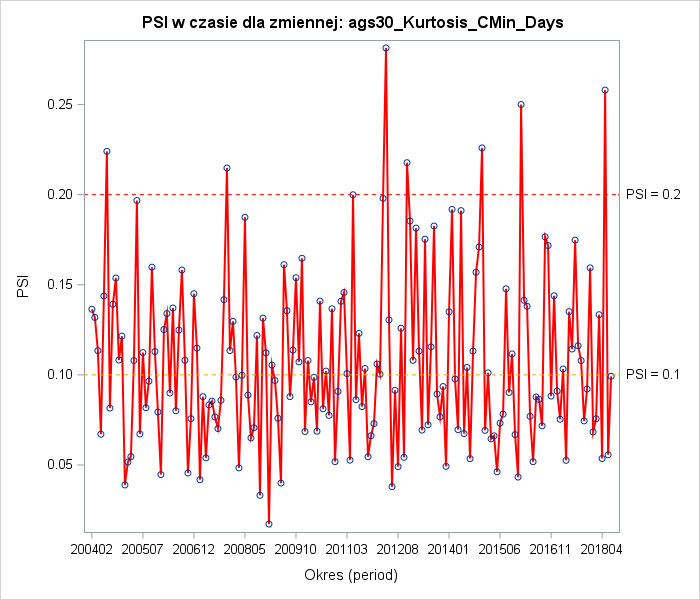 PSI w czasie dla zmiennej: ags30_Kurtosis_CMin_Days
PSI
0.25
0.20
0.15
0.10
0.05
PSI = 0.2
PSI = 0.1
200402 200507 200612 200805 200910 201103 201208 201401 201506 201611 201804
Okres (period)